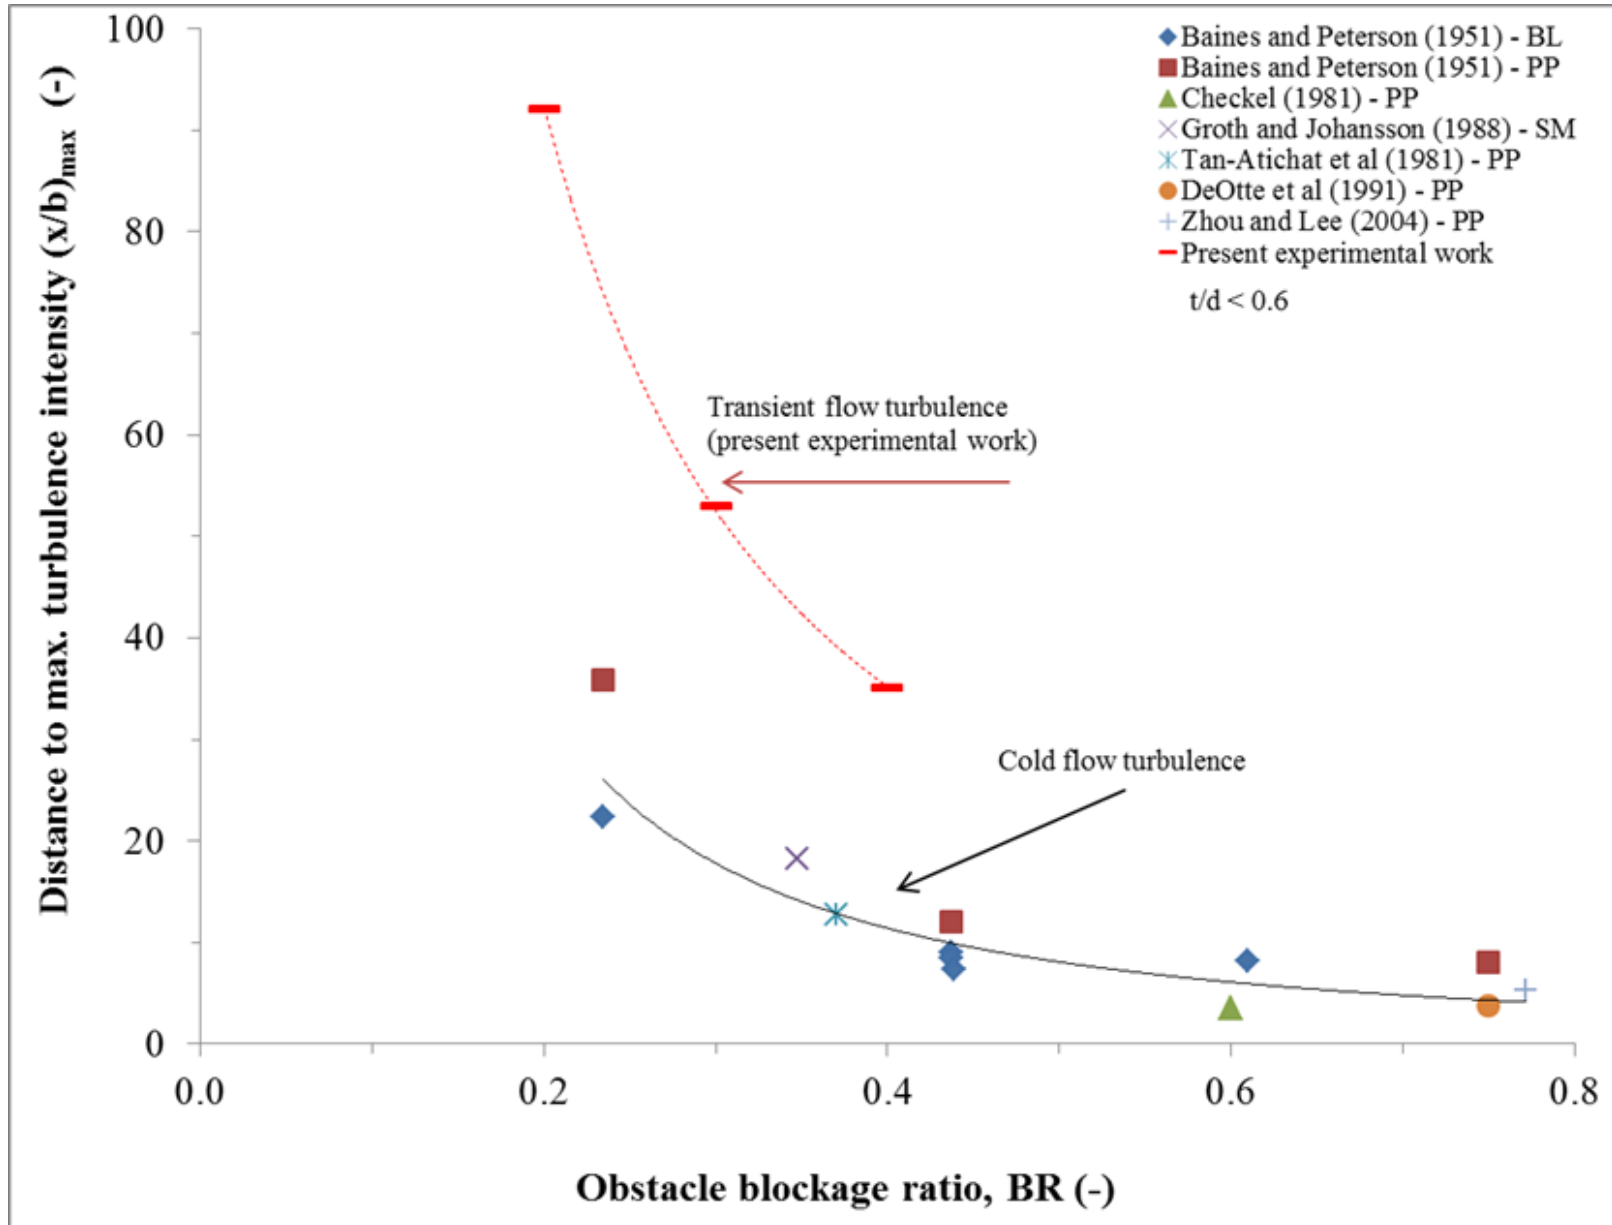 100
80
60
40
20
0
0.0 0.2 0.4 0.6 0.8
Distance to max. turbulence intensity (x/b)max (-)
Obstacle blockage ratio, BR (-)
Baines and Peterson (1951) - BL
Baines and Peterson (1951) - PP
Checkel (1981) - PP
Groth and Johansson (1988) - SM
Tan-Atichat et al (1981) - PP
DeOtte et al (1991) - PP
Zhou and Lee (2004) - PP
Present experimental work
t/d < 0.6
Transient flow turbulence
(present experimental work)
Cold flow turbulence